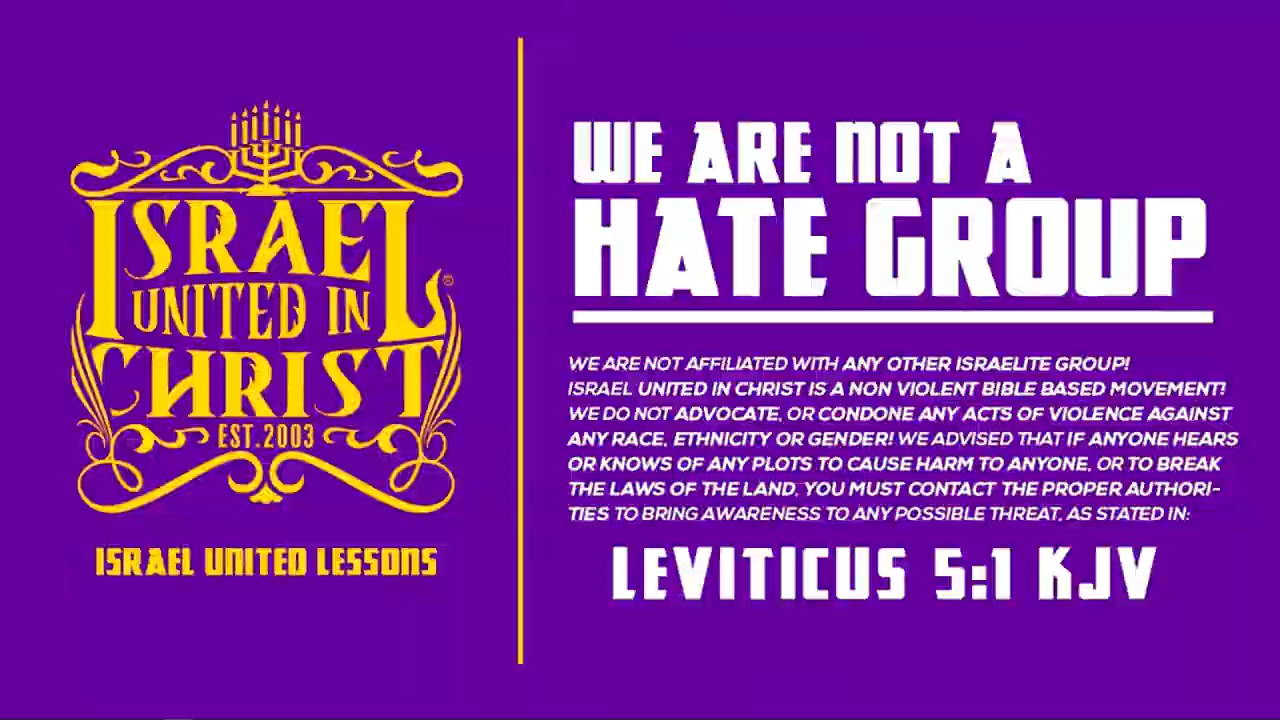 ISRAEL
UNITED IN
CHRIST
EST.2003
ISRAEL UNITED LESSONS
WE ARE NOT A
HATE GROUP
WE ARE NOT AFFILIATED WITH ANY OTHER ISRAELITE GROUP!
ISRAEL UNITED IN CHRIST IS A NON VIOLENT BIBLE BASED MOVEMENT!
WE DO NOT ADVOCATE, OR CONDONE ANY ACTS OF VIOLENCE AGAINST
ANY RACE, ETHNICITY OR GENDER! WE ADVISED THAT IF ANYONE HEARS
OR KNOWS OF ANY PLOTS TO CAUSE HARM TO ANYONE, OR TO BREAK
THE LAWS OF THE LAND, YOU MUST CONTACT THE PROPER AUTHORI-
TIES TO BRING AWARENESS TO ANY POSSIBLE THREAT, AS STATED IN:
LEVITICUS 5:1 KJV